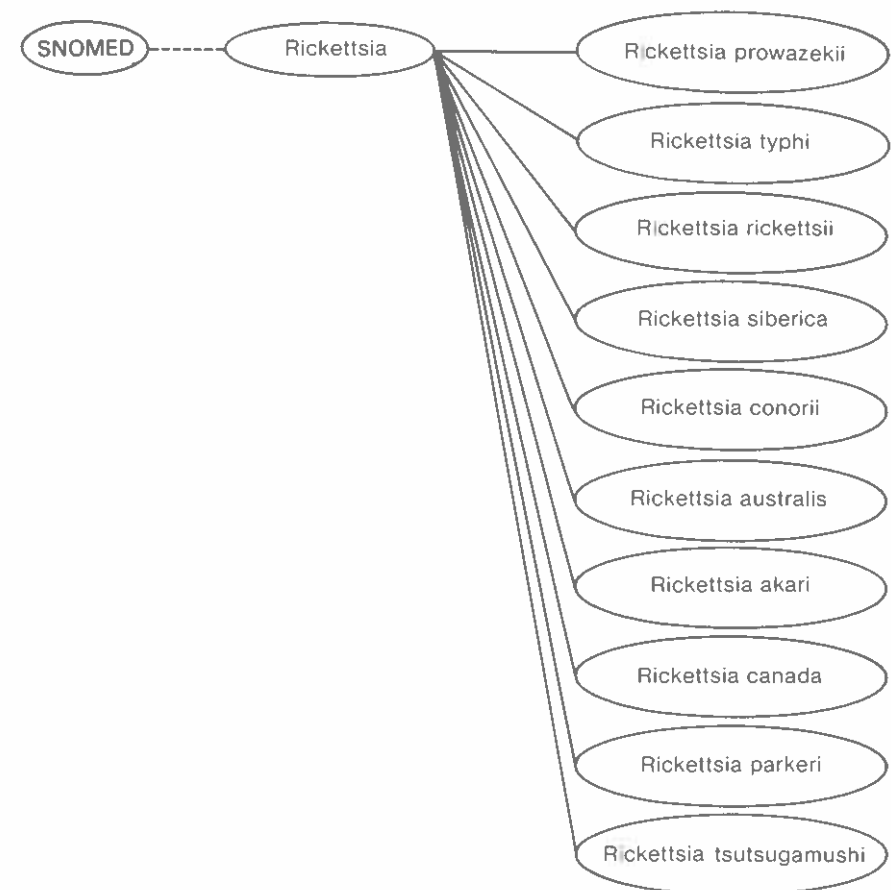 SNOMED
Rickettsia
Rickettsia prowazekii
Rickettsia typhi
Rickettsia rickettsii
Rickettsia siberica
Rickettsia conorii
Rickettsia australis
Rickettsia akari
Rickettsia canada
Rickettsia parkeri
Rickettsia tsutsugamushi